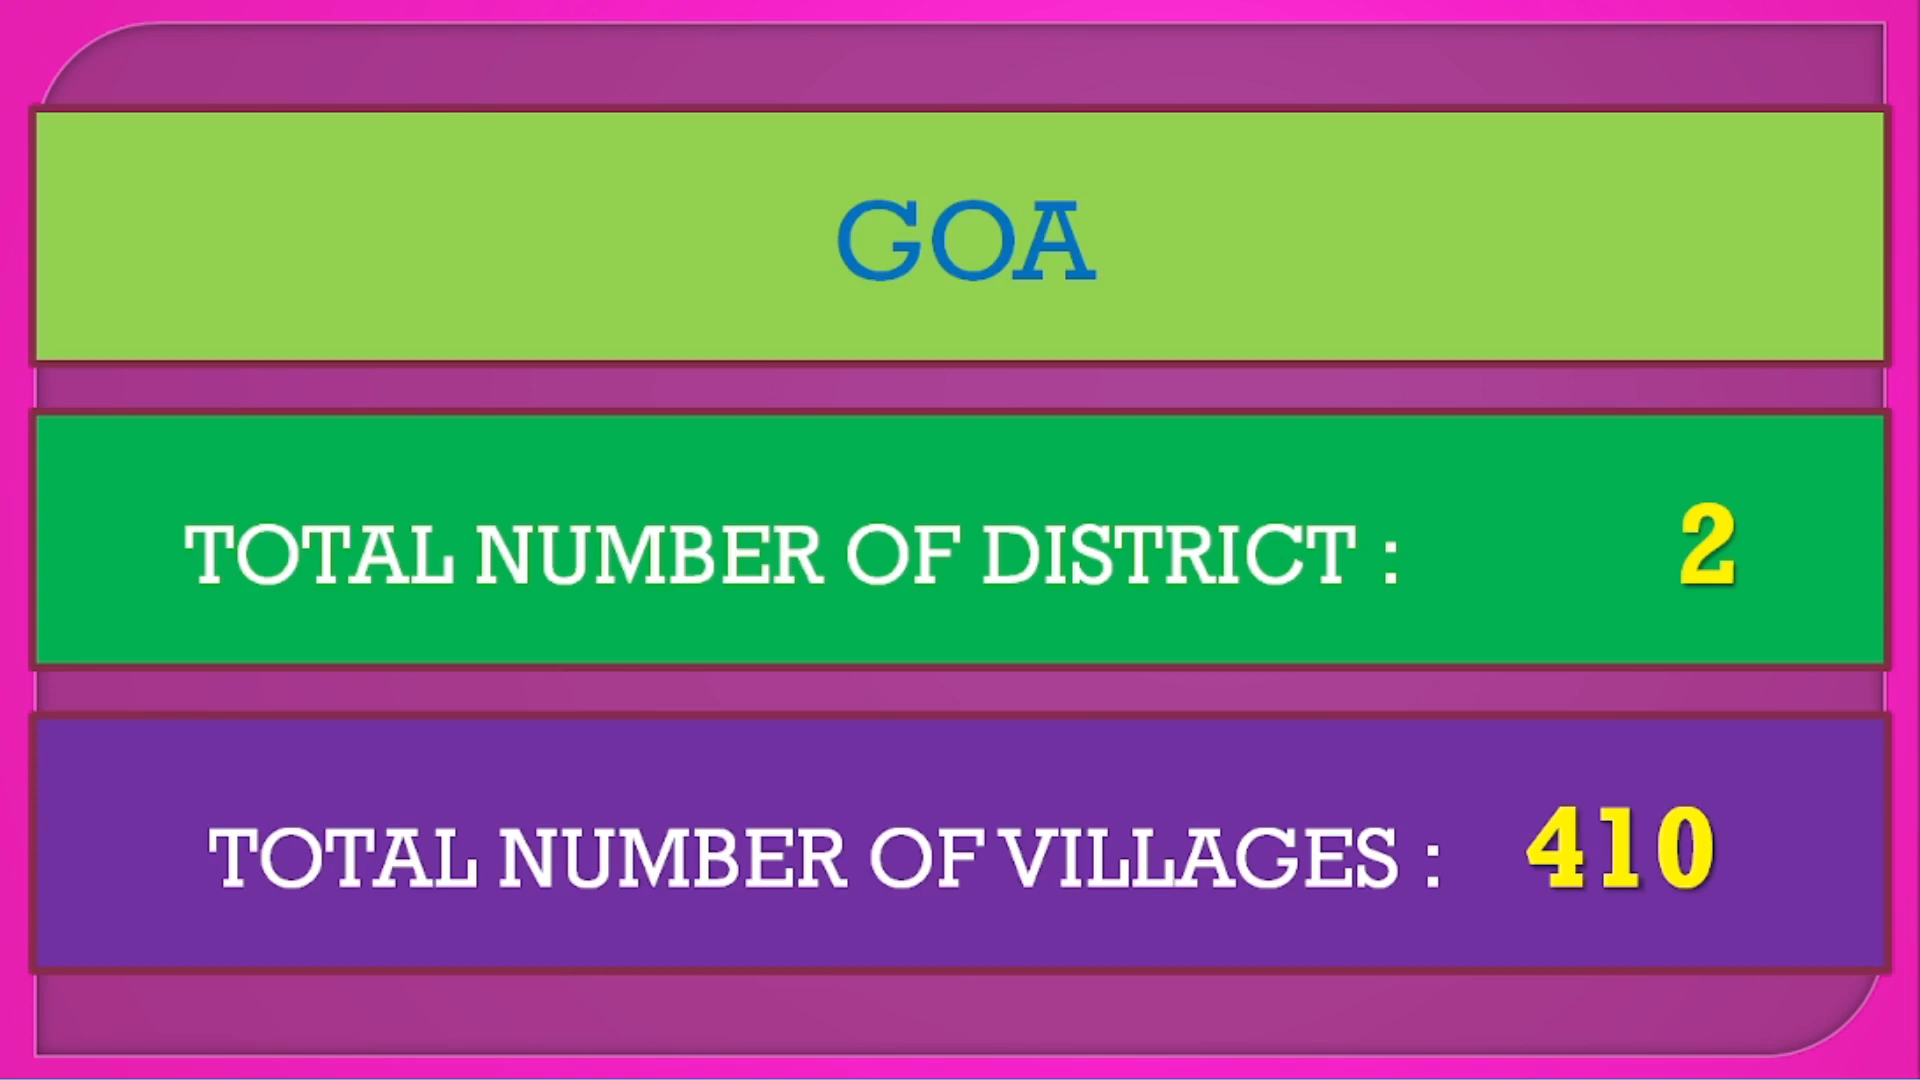 GOA
TOTAL NUMBER OF DISTRICT : 2
TOTAL NUMBER OF VILLAGES : 410